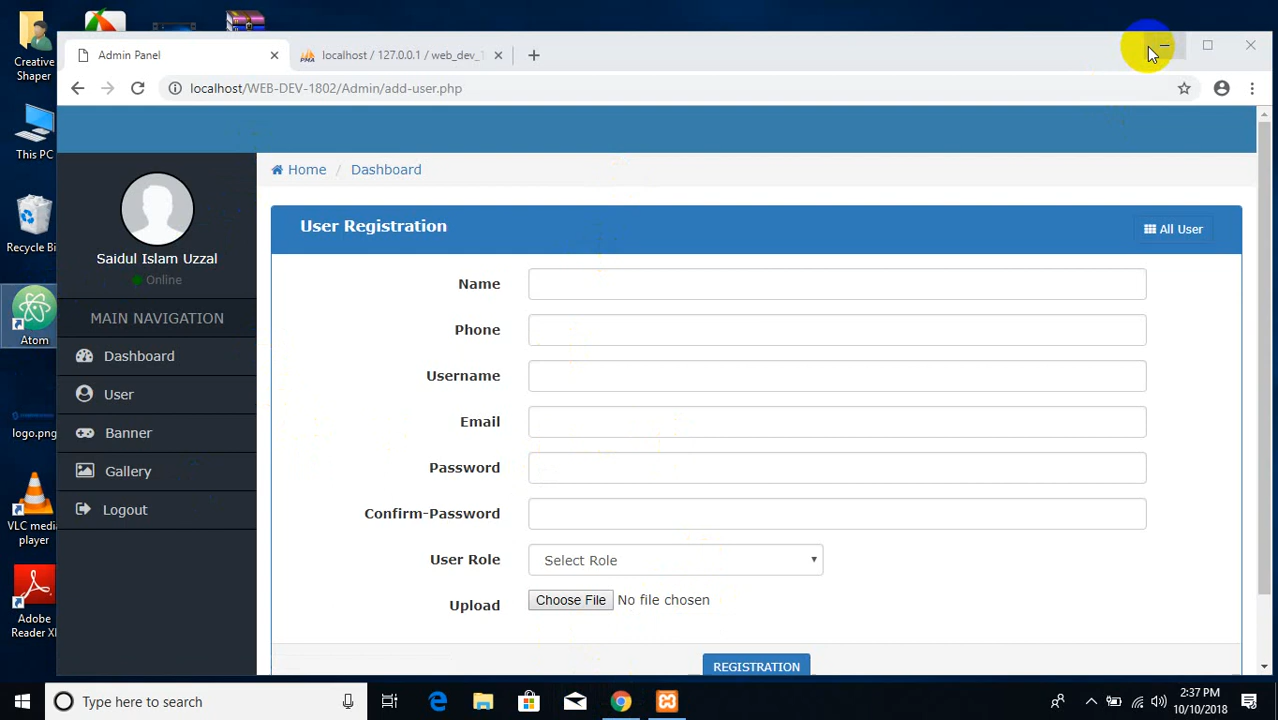 Creative
Shaper
This PC
Recycle Bi
Atom
logo.png
VLC medi
player
Adobe
Reader XI
Admin Panel
PMA
localhost / 127.0.0.1 / web_dev_1
localhost/WEB-DEV-1802/Admin/add-user.php
Home / Dashboard
Saidul Islam Uzzal
Online
MAIN NAVIGATION
Dashboard
User
Banner
Gallery
Logout
User Registration
All User
Name
Phone
Username
Email
Password
Confirm-Password
User Role
Select Role
Upload
Choose File No file chosen
REGISTRATION
Type here to search
2:37 PM
10/10/2018